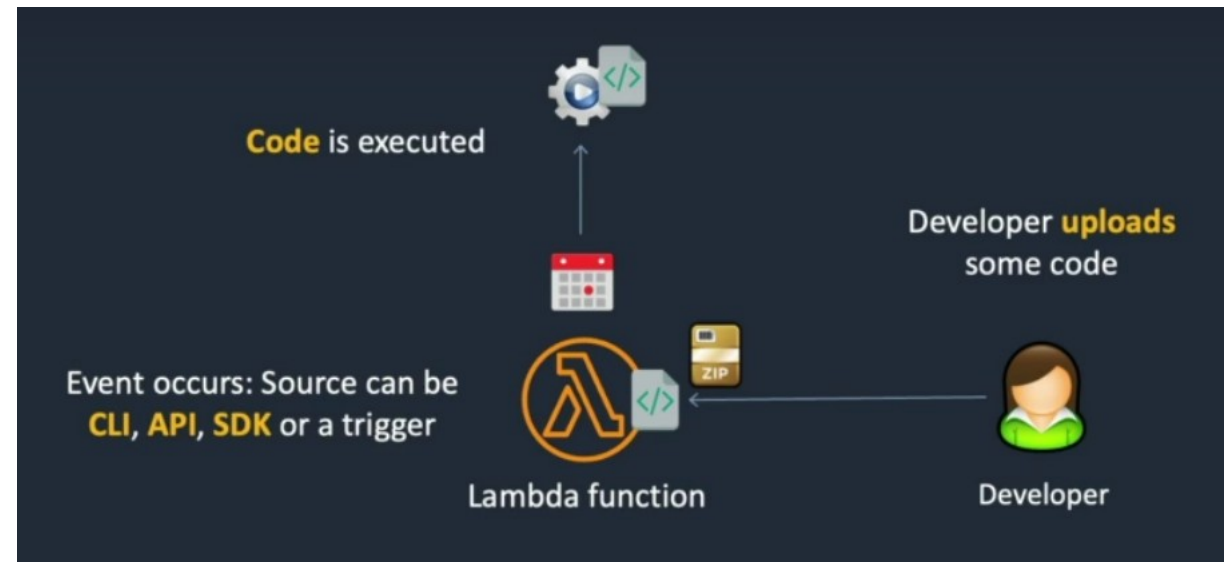 Code is executed
Developer uploads
some code
ZIP
Event occurs: Source can be
CLI, API, SDK or a trigger
</>
</>
Lambda function
Developer